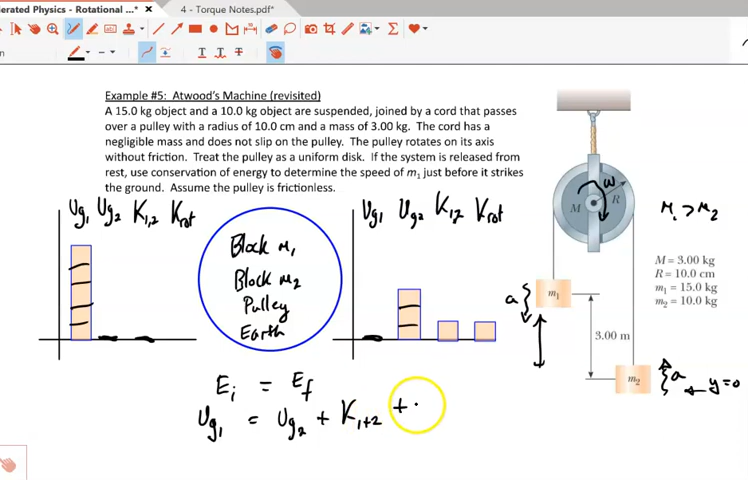 erated Physics - Rotational ...*
4 - Torque Notes.pdf*
Example #5: Atwood's Machine (revisited)
A 15.0 kg object and a 10.0 kg object are suspended, joined by a cord that passes
over a pulley with a radius of 10.0 cm and a mass of 3.00 kg. The cord has a
negligible mass and does not slip on the pulley. The pulley rotates on its axis
without friction. Treat the pulley as a uniform disk. If the system is released from
rest, use conservation of energy to determine the speed of m₁ just before it strikes
the ground. Assume the pulley is frictionless.
Ug₁ Ug₂ K₁,₂ Krot
Block M₁
Block M₂
Pulley
Earth
Ug₁ Ug₂ K₁,₂ Krot
ω
M R
M₁ > M₂
M = 3.00 kg
R = 10.0 cm
m₁ = 15.0 kg
m₂ = 10.0 kg
a m₁
3.00 m
m₂ a y=0
Ei = Ef
Ug₁ = Ug₂ + K₁+₂ +